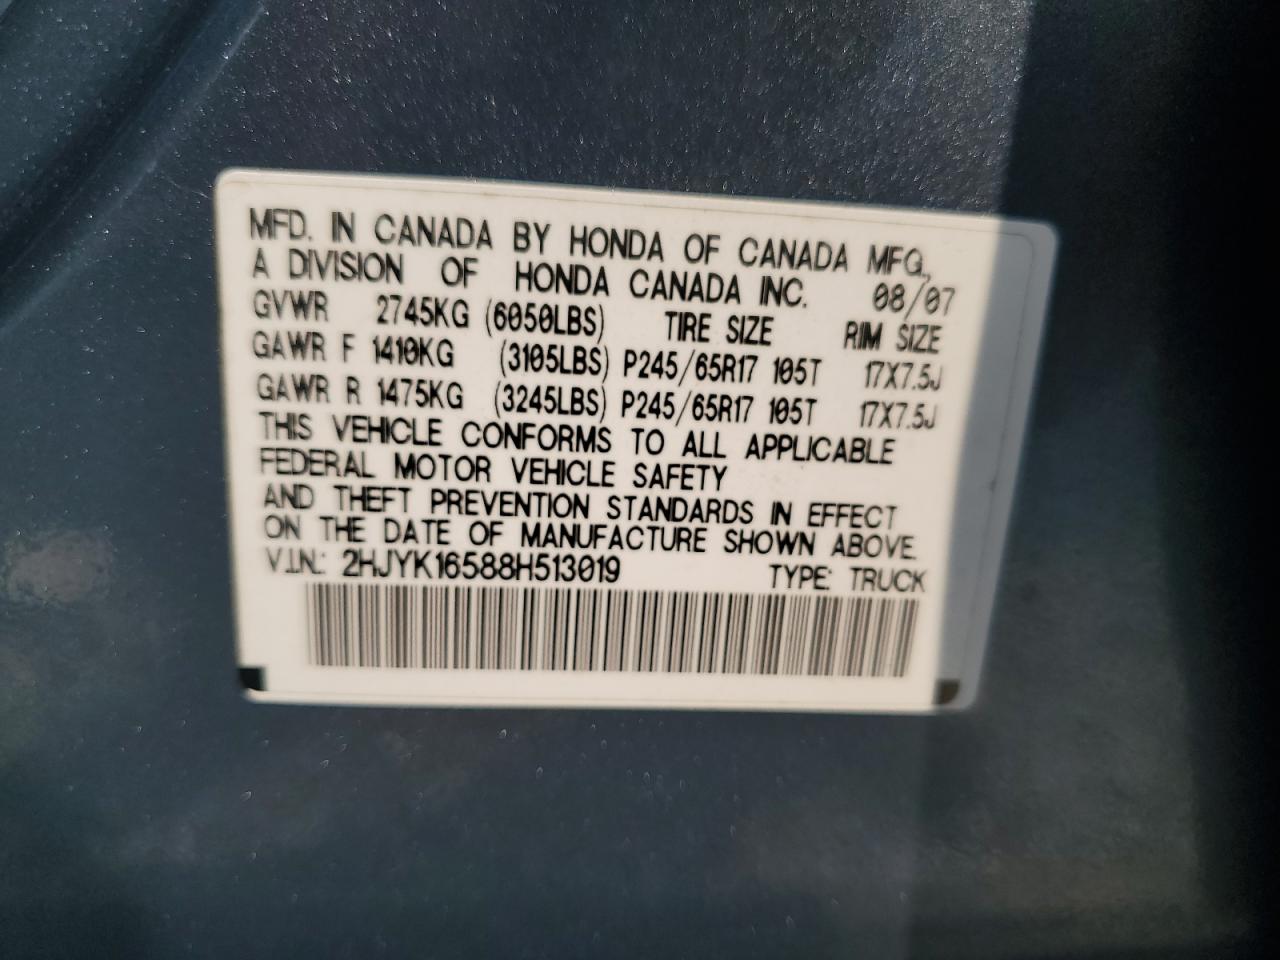 MFD. IN CANADA BY HONDA OF CANADA MFG.,
A DIVISION OF HONDA CANADA INC. 08/07
GVWR 2745KG (6050LBS) TIRE SIZE RIM SIZE
GAWR F 1410KG (3105LBS) P245/65R17 105T 17X7.5J
GAWR R 1475KG (3245LBS) P245/65R17 105T 17X7.5J
THIS VEHICLE CONFORMS TO ALL APPLICABLE
FEDERAL MOTOR VEHICLE SAFETY
AND THEFT PREVENTION STANDARDS IN EFFECT
ON THE DATE OF MANUFACTURE SHOWN ABOVE.
V.I.N.: 2HJYK16588H513019 TYPE: TRUCK